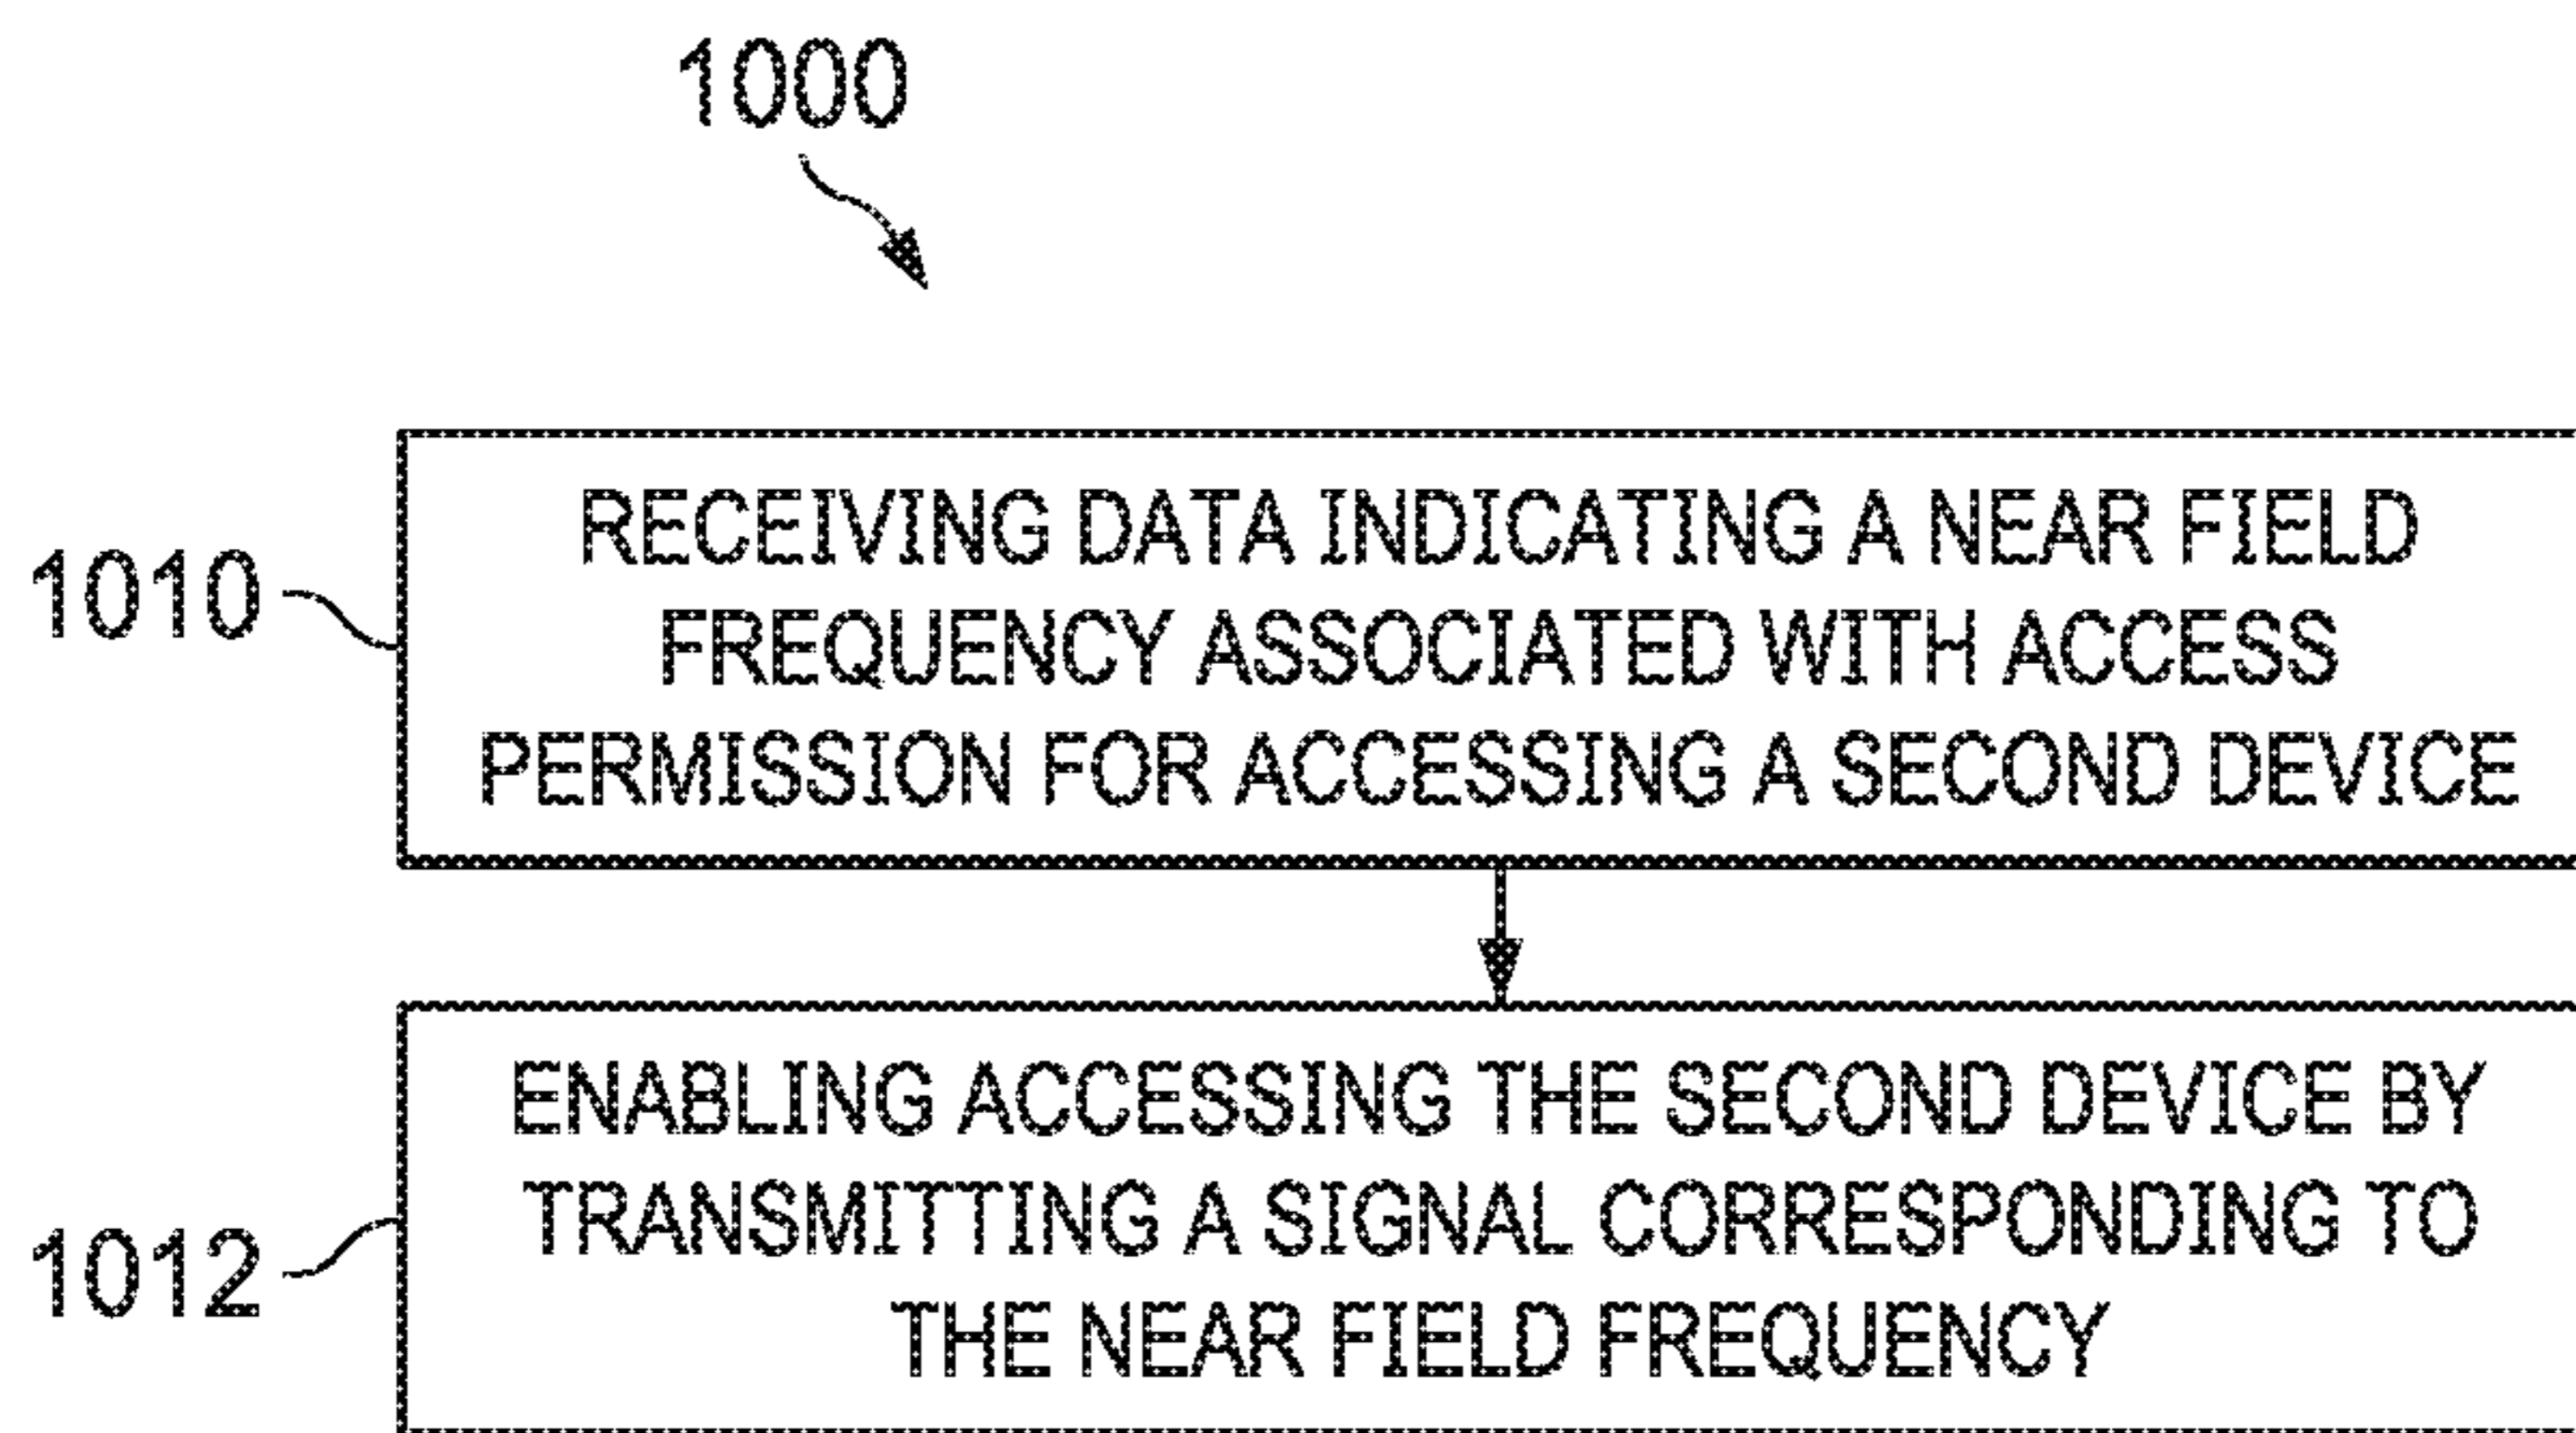 1000
1010
RECEIVING DATA INDICATING A NEAR FIELD
FREQUENCY ASSOCIATED WITH ACCESS
PERMISSION FOR ACCESSING A SECOND DEVICE
1012
ENABLING ACCESSING THE SECOND DEVICE BY
TRANSMITTING A SIGNAL CORRESPONDING TO
THE NEAR FIELD FREQUENCY